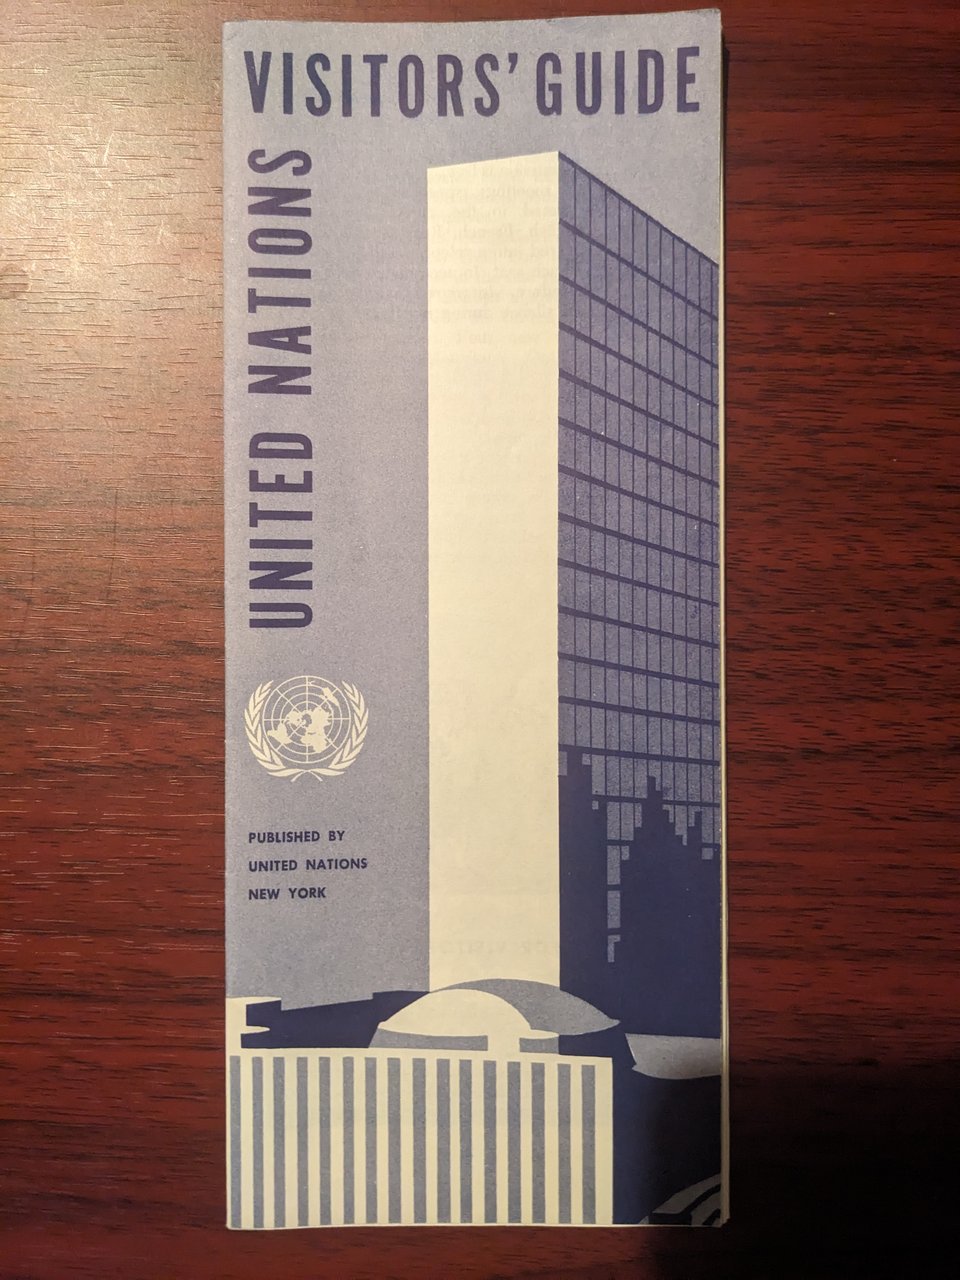 VISITORS' GUIDE
UNITED NATIONS
PUBLISHED BY
UNITED NATIONS
NEW YORK